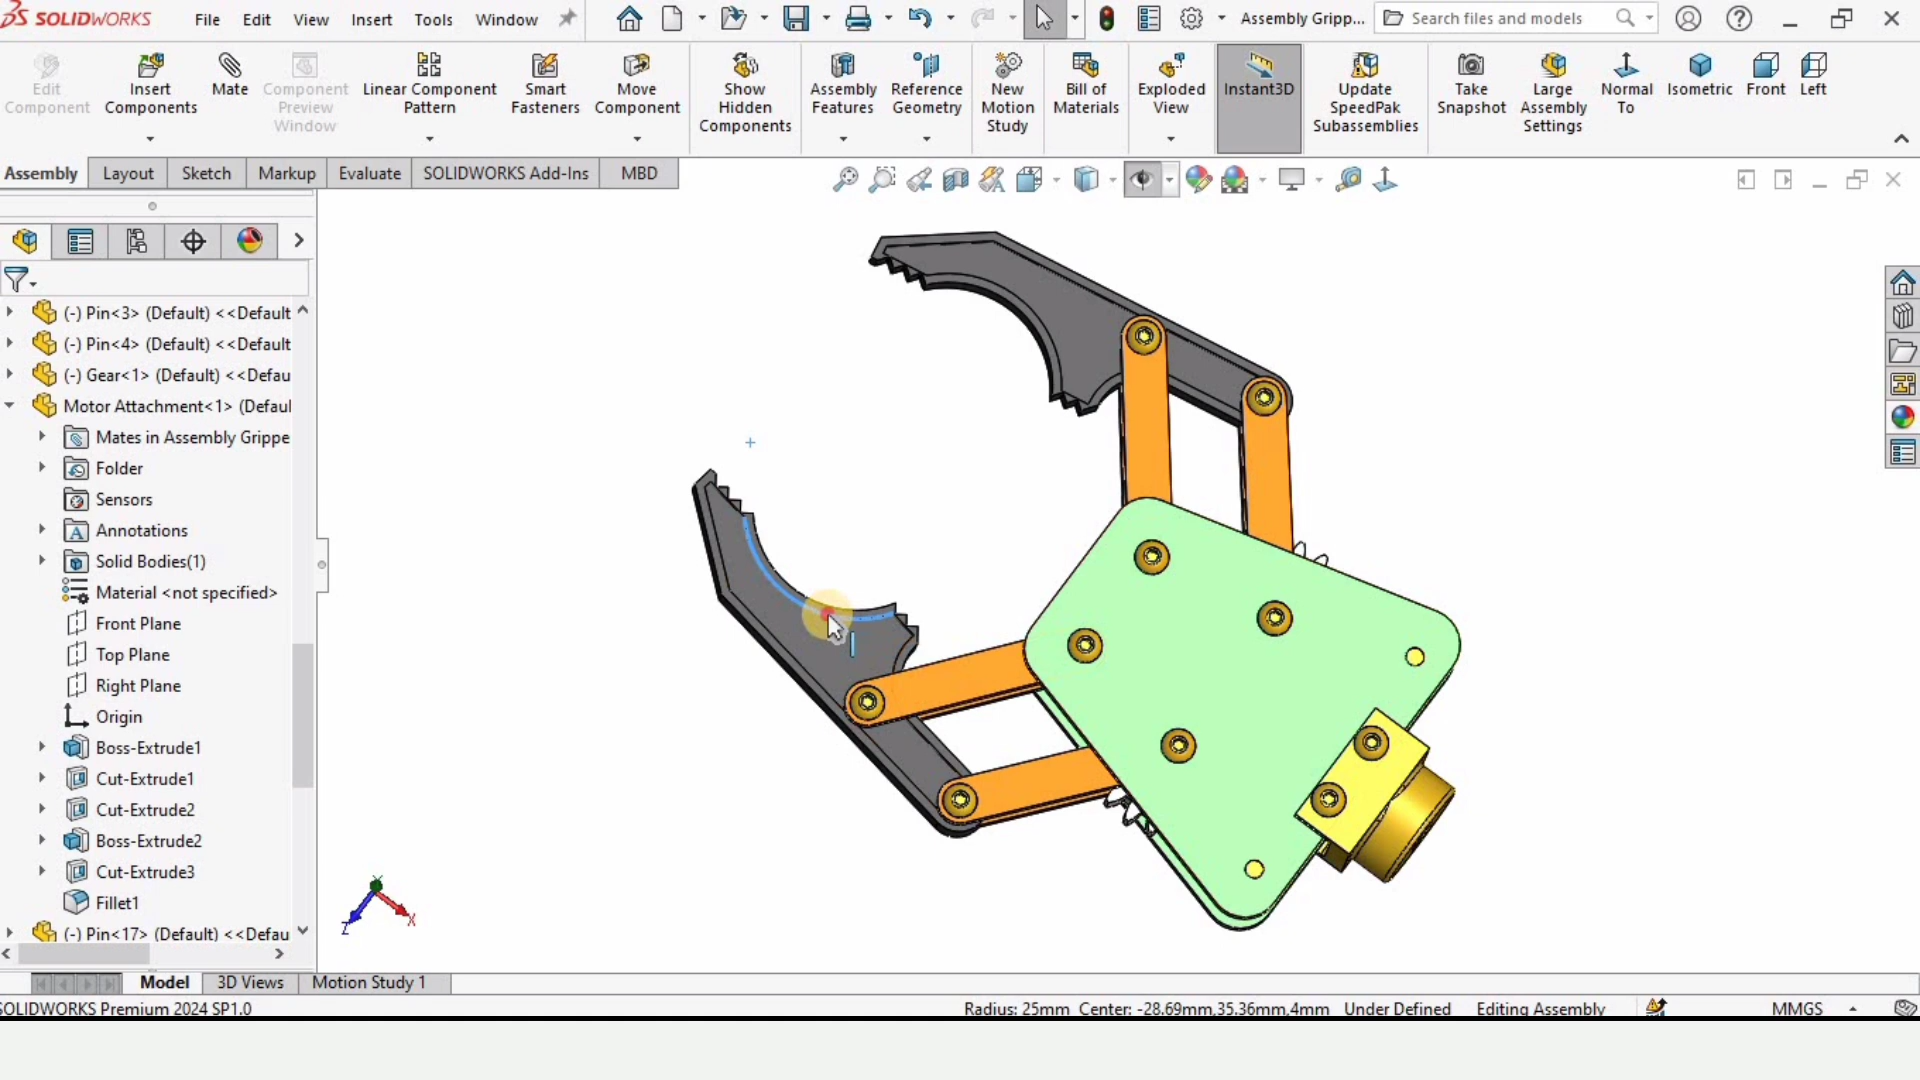 SOLIDWORKS File Edit View Insert Tools Window Assembly Gripp... Search files and models
Edit Component
Insert Components
Mate
Component Preview Window
Linear Component Pattern
Smart Fasteners
Move Component
Show Hidden Components
Assembly Features
Reference Geometry
New Motion Study
Bill of Materials
Exploded View
Instant3D
Update SpeedPak Subassemblies
Take Snapshot
Large Assembly Settings
Normal To
Isometric
Front
Left
Assembly Layout Sketch Markup Evaluate SOLIDWORKS Add-Ins MBD
(-) Pin<3> (Default) <<Default
(-) Pin<4> (Default) <<Default
(-) Gear<1> (Default) <<Defau
Motor Attachment<1> (Defaul
Mates in Assembly Grippe
Folder
Sensors
Annotations
Solid Bodies(1)
Material <not specified>
Front Plane
Top Plane
Right Plane
Origin
Boss-Extrude1
Cut-Extrude1
Cut-Extrude2
Boss-Extrude2
Cut-Extrude3
Fillet1
(-) Pin<17> (Default) <<Defau
Y
X
Z
Model 3D Views Motion Study 1
SOLIDWORKS Premium 2024 SP1.0 Radius: 25mm Center: -28.69mm,35.36mm,4mm Under Defined Editing Assembly MMGS